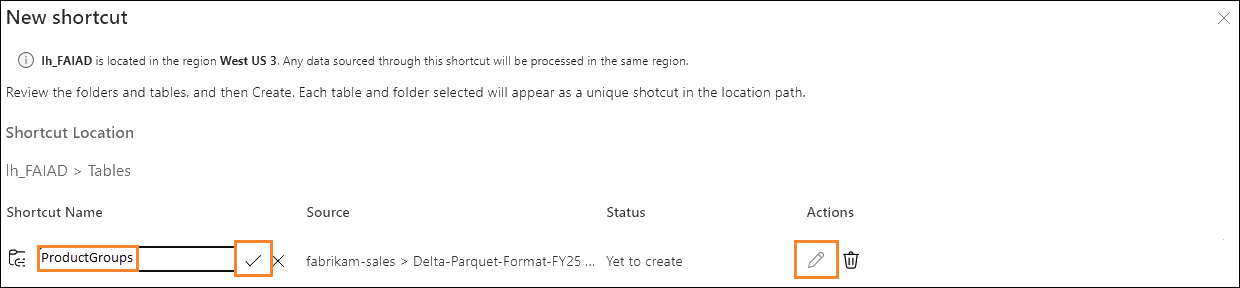 New shortcut
lh_FAIAD is located in the region West US 3. Any data sourced through this shortcut will be processed in the same region.
Review the folders and tables, and then Create. Each table and folder selected will appear as a unique shotcut in the location path.
Shortcut Location
lh_FAIAD > Tables
Shortcut Name Source Status Actions
ProductGroups fabrikam-sales > Delta-Parquet-Format-FY25 ... Yet to create